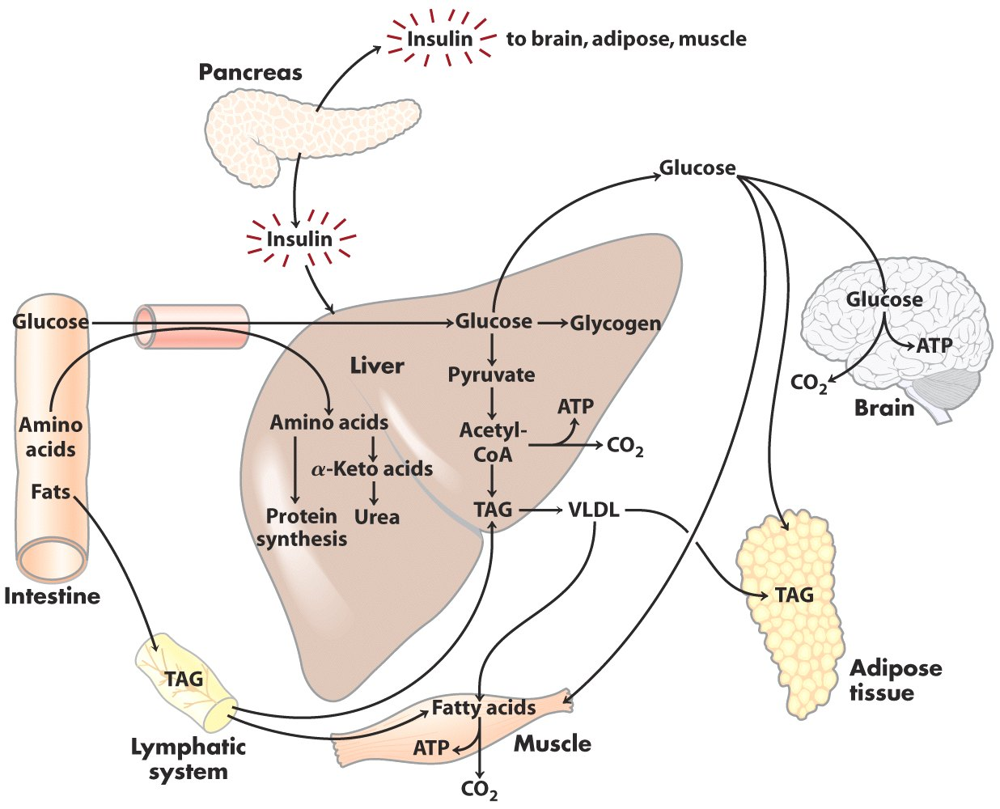 Insulin to brain, adipose, muscle
Pancreas
Insulin
Glucose
Glucose
Glucose
Glycogen
Glucose
ATP
CO₂
Brain
Liver
Pyruvate
Amino
acids
Amino acids
Acetyl-
CoA
ATP
CO₂
α-Keto acids
Fats
Protein
synthesis
Urea
TAG
VLDL
Intestine
TAG
Adipose
tissue
TAG
Lymphatic
system
Fatty acids
ATP
Muscle
CO₂